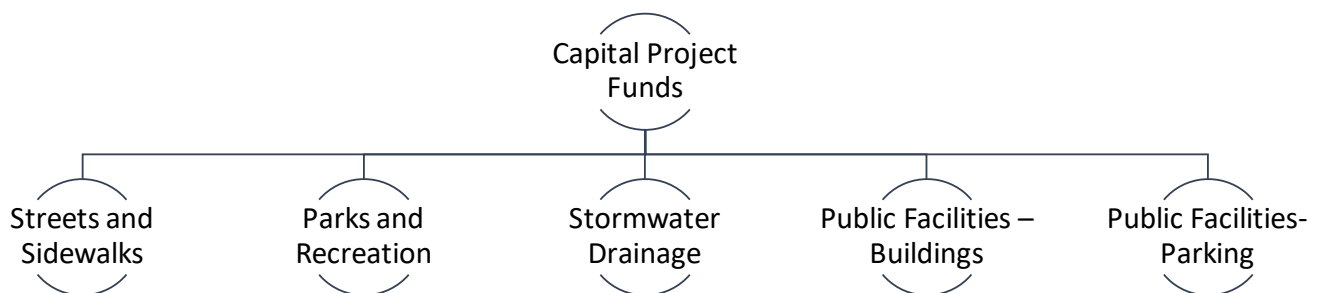 Capital Project
Funds
Streets and
Sidewalks
Parks and
Recreation
Stormwater
Drainage
Public Facilities –
Buildings
Public Facilities-
Parking